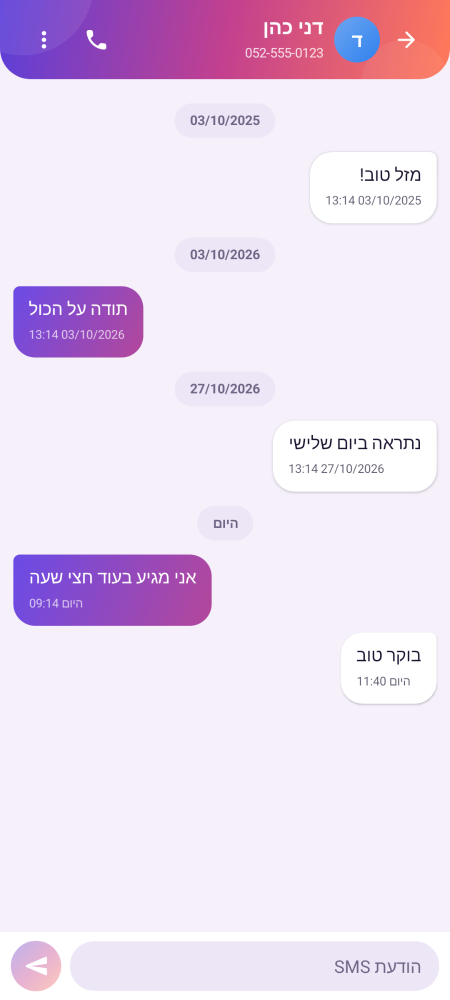 דני כהן
ד
052-555-0123
03/10/2025
מזל טוב!
03/10/2025 13:14
03/10/2026
תודה על הכול
03/10/2026 13:14
27/10/2026
נתראה ביום שלישי
27/10/2026 13:14
היום
אני מגיע בעוד חצי שעה
היום 09:14
בוקר טוב
היום 11:40
הודעת SMS